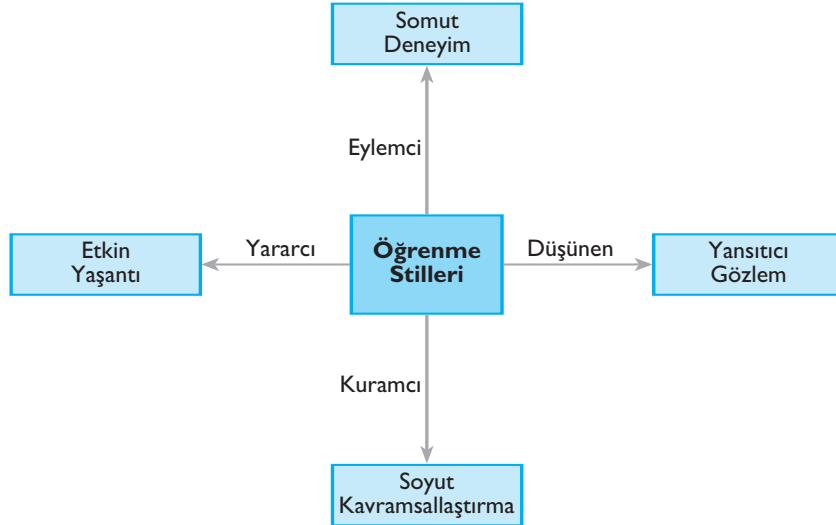 Somut
Deneyim
Eylemci
Etkin
Yaşantı
Yararcı
Öğrenme
Stilleri
Düşünen
Yansıtıcı
Gözlem
Kuramcı
Soyut
Kavramsallaştırma